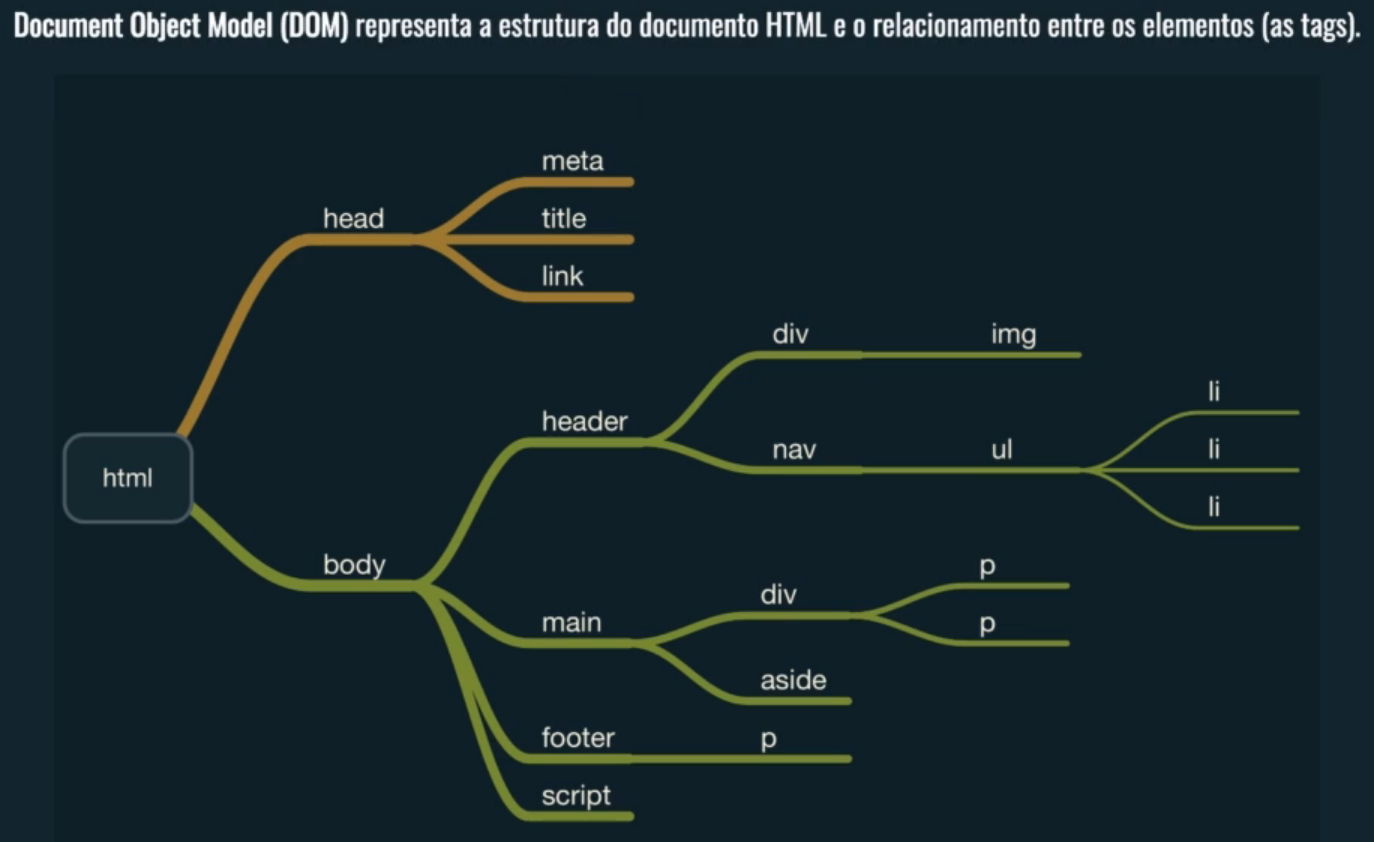 Document Object Model (DOM) representa a estrutura do documento HTML e o relacionamento entre os elementos (as tags).
meta
head
title
link
div
img
li
header
nav
ul
li
html
li
body
p
div
main
p
aside
footer
p
script